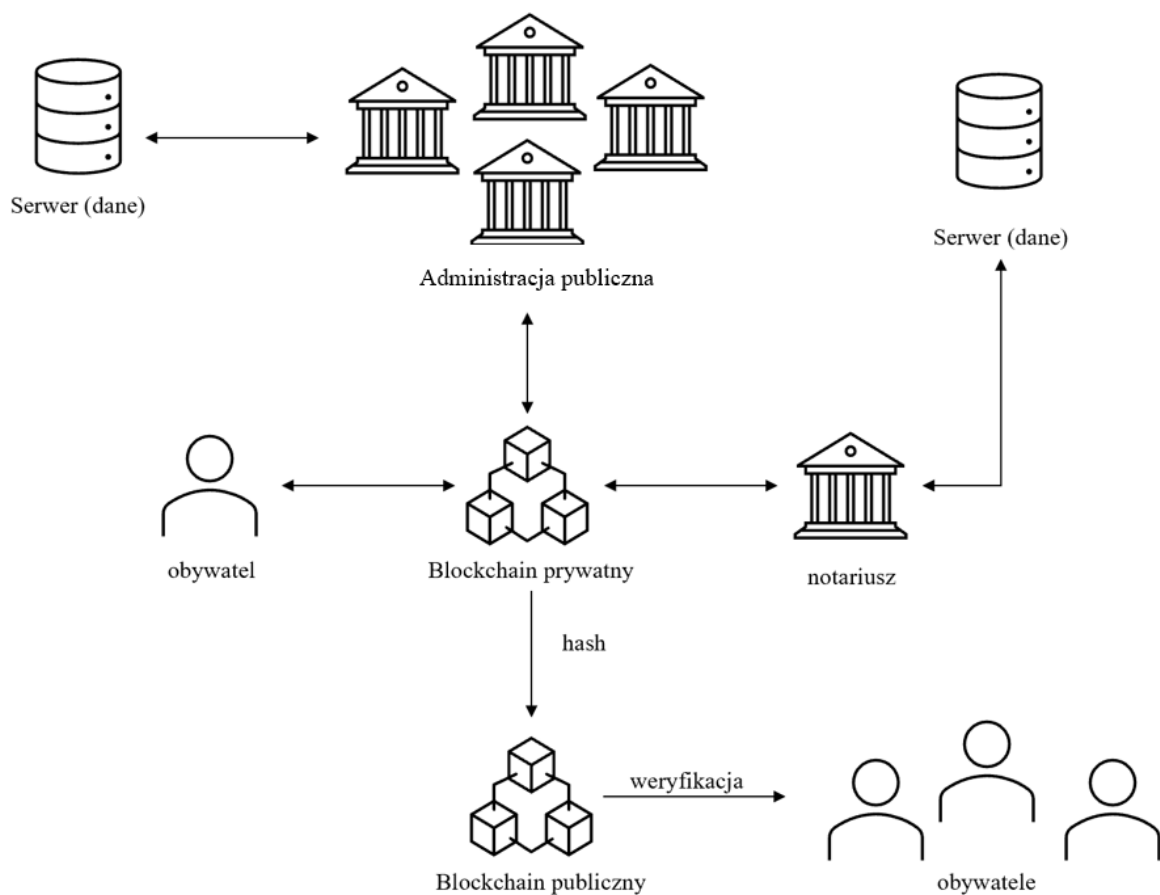 Serwer (dane)
Serwer (dane)
Administracja publiczna
obywatel
Blockchain prywatny
notariusz
hash
weryfikacja
Blockchain publiczny
obywatele